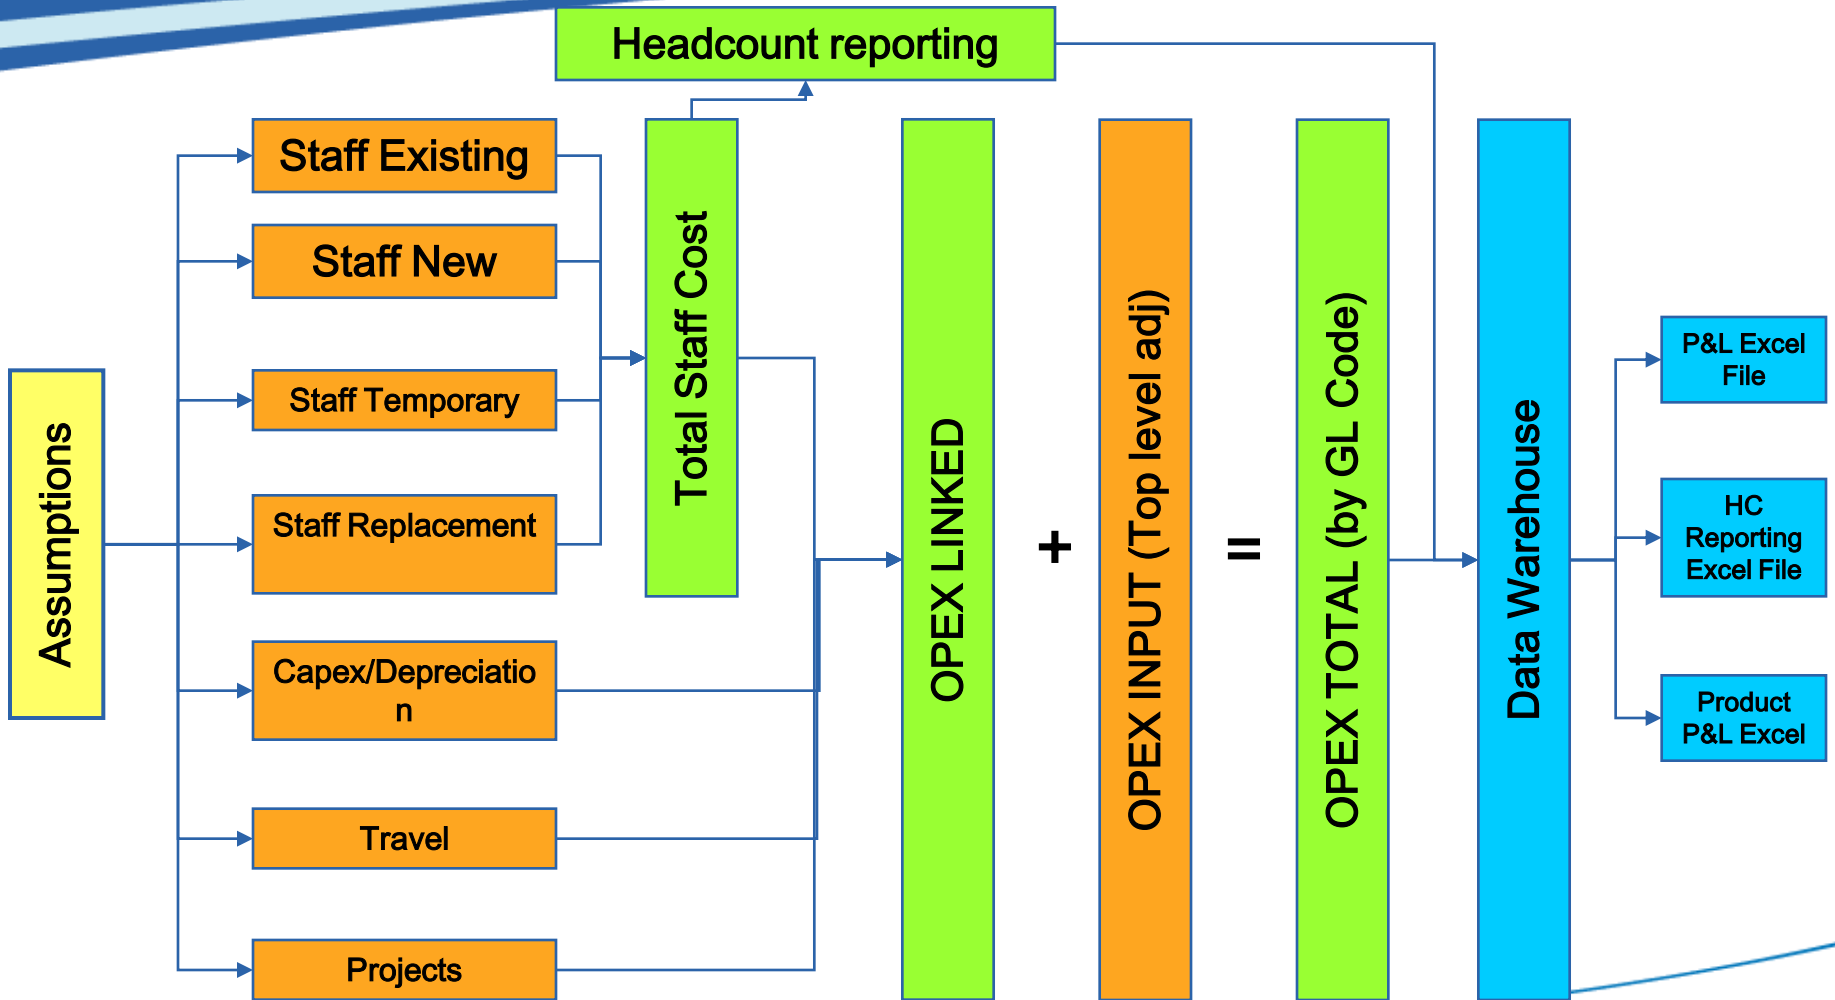 Headcount reporting
Assumptions
Staff Existing
Staff New
Staff Temporary
Staff Replacement
Capex/Depreciatio
n
Travel
Projects
Total Staff Cost
OPEX LINKED
+
OPEX INPUT (Top level adj)
=
OPEX TOTAL (by GL Code)
Data Warehouse
P&L Excel
File
HC
Reporting
Excel File
Product
P&L Excel